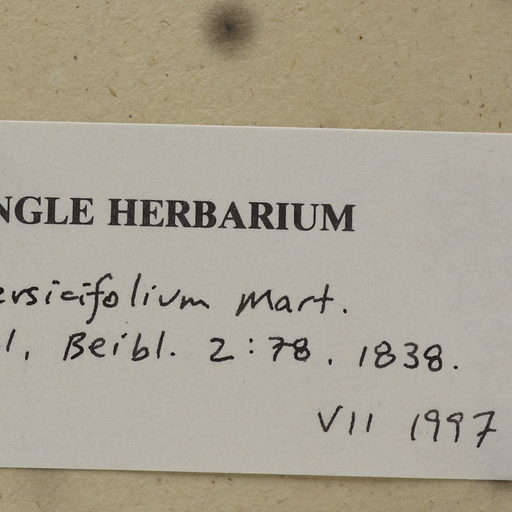 NGLE HERBARIUM
ersicifolium Mart.
l, Beibl. 2:78. 1838.
VII 1997